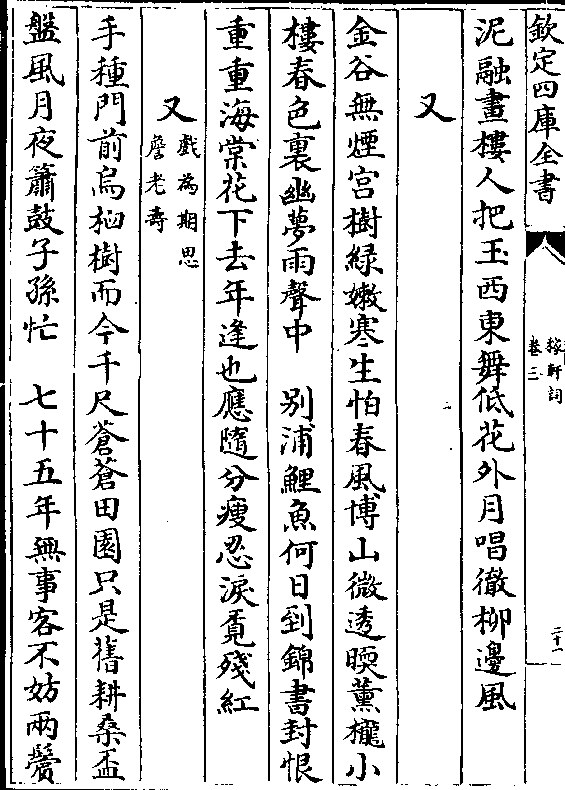 欽定四庫全書
稼軒詞
卷三
二十一
泥融畫樓人把玉西東舞低花外月唱徹柳邊風
又
金谷無煙宫樹緑嫩寒生怕春風博山微透暖薫櫳小
樓春色裏幽夢雨聲中　别浦鯉魚何日到錦書封恨
重重海棠花下去年逢也應隨分瘦忍淚覓殘紅
又
戲為期思
詹老壽
手種門前烏桕樹而今千尺蒼蒼田園只是舊耕桑盃
盤風月夜簫鼓子孫忙　七十五年無事客不妨兩鬢